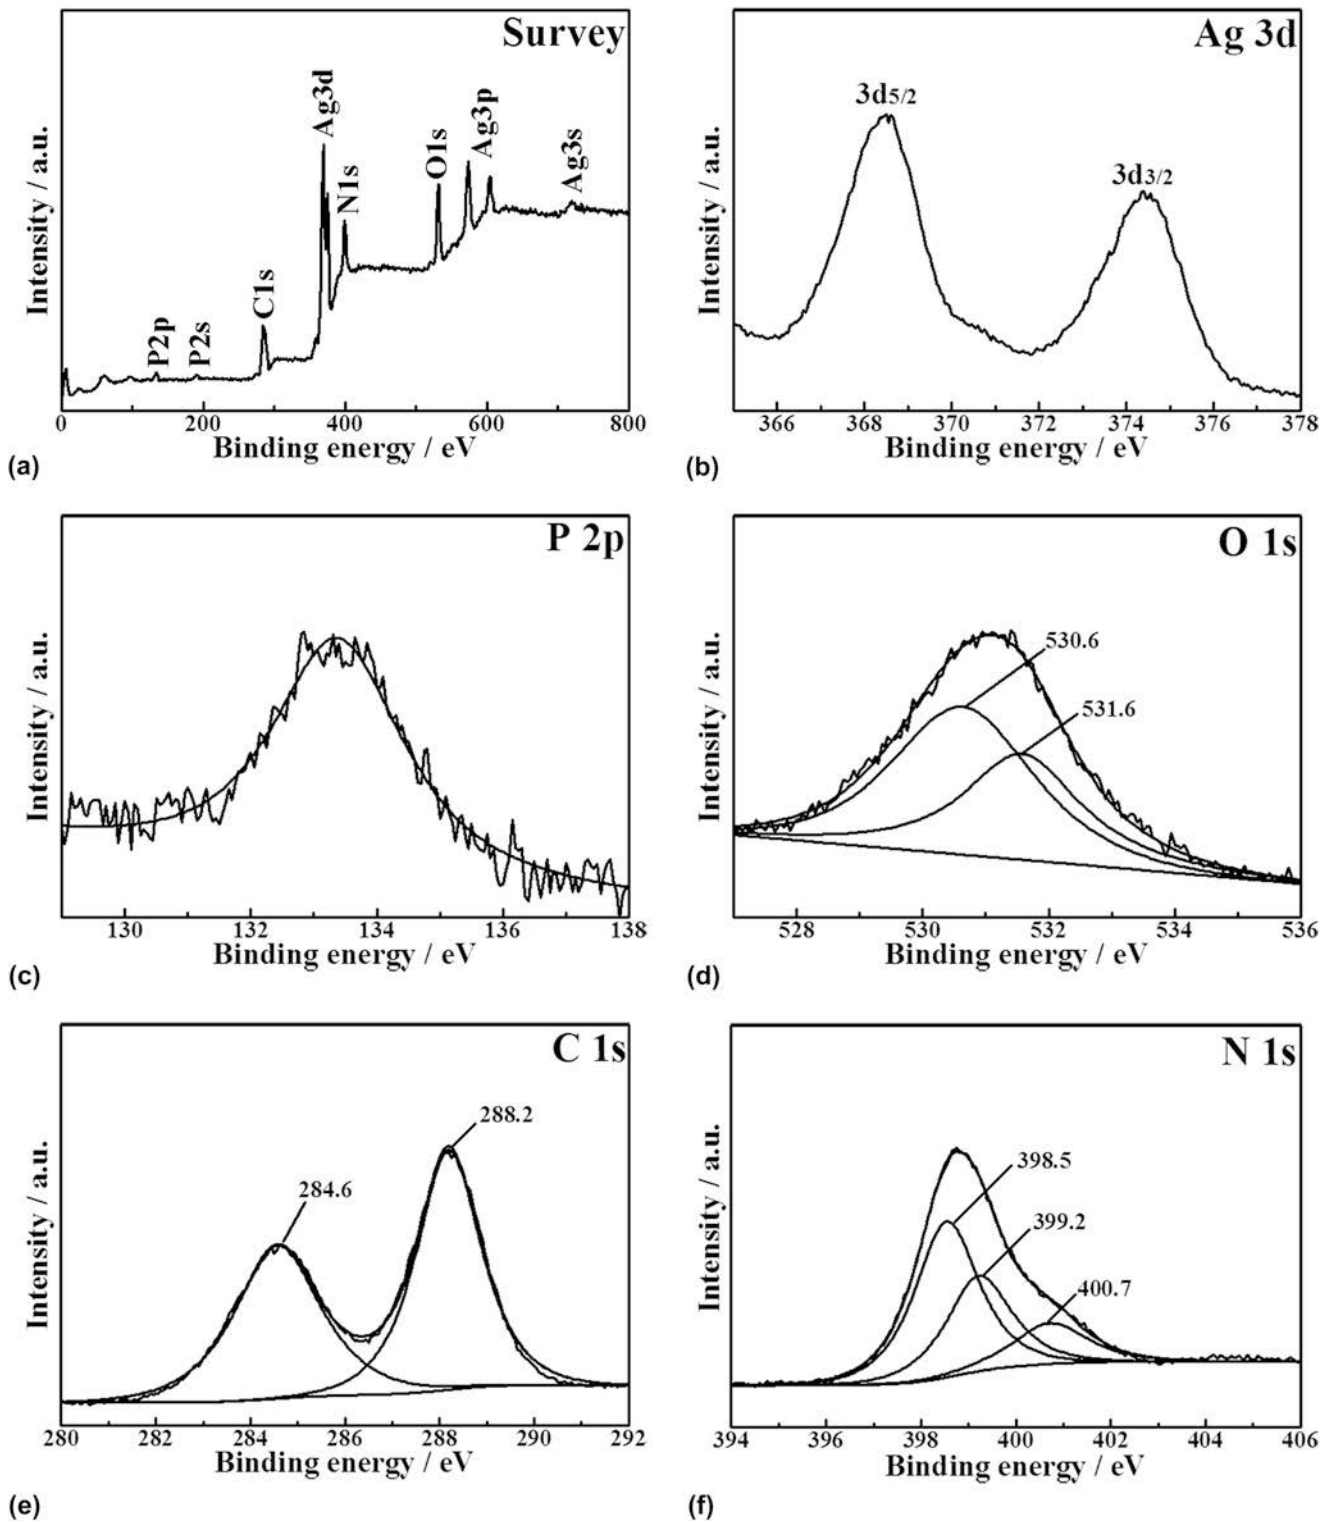 Survey
Intensity / a.u.
P2p
P2s
C1s
Ag3d
N1s
O1s
Ag3p
Ag3s
0 200 400 600 800
Binding energy / eV
(a)
Ag 3d
Intensity / a.u.
3d5/2
3d3/2
366 368 370 372 374 376 378
Binding energy / eV
(b)
P 2p
Intensity / a.u.
130 132 134 136 138
Binding energy / eV
(c)
O 1s
Intensity / a.u.
530.6
531.6
528 530 532 534 536
Binding energy / eV
(d)
C 1s
Intensity / a.u.
288.2
284.6
280 282 284 286 288 290 292
Binding energy / eV
(e)
N 1s
Intensity / a.u.
398.5
399.2
400.7
394 396 398 400 402 404 406
Binding energy / eV
(f)